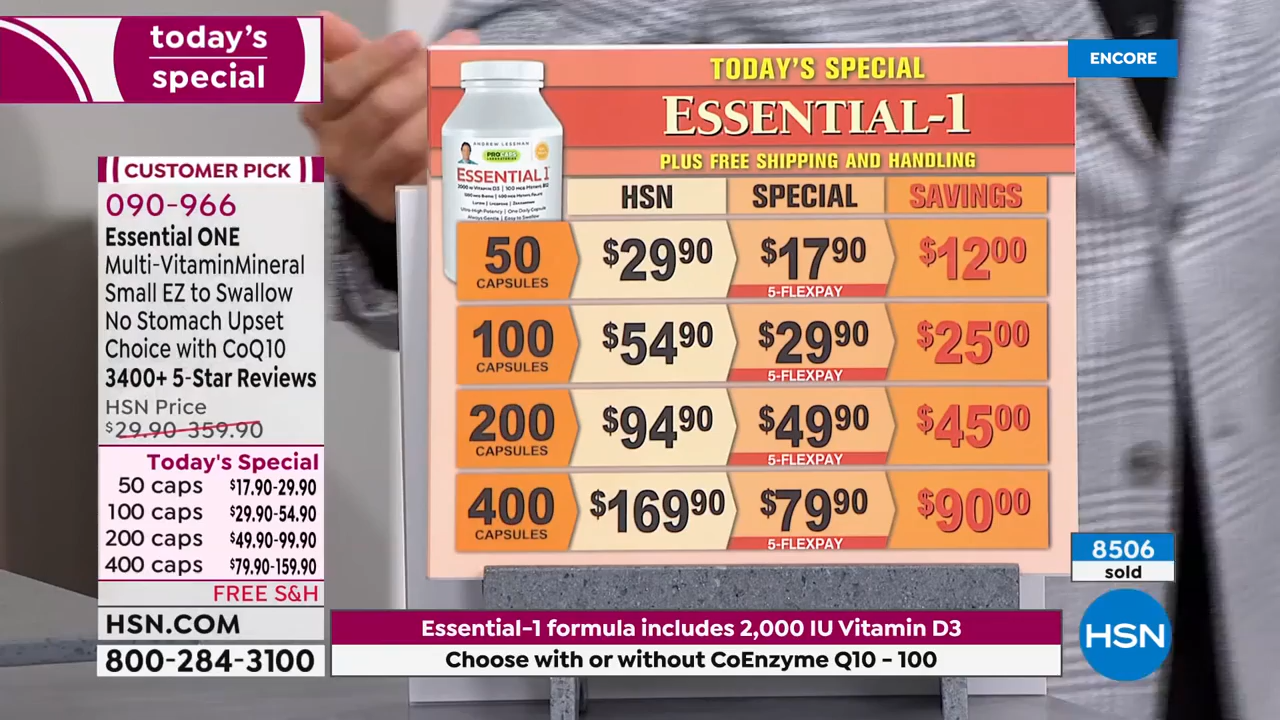 today's
special
ENCORE
CUSTOMER PICK
090-966
Essential ONE
Multi-VitaminMineral
Small EZ to Swallow
No Stomach Upset
Choice with CoQ10
3400+ 5-Star Reviews
HSN Price
$29.90-359.90
Today's Special
50 caps $17.90-29.90
100 caps $29.90-54.90
200 caps $49.90-99.90
400 caps $79.90-159.90
FREE S&H
HSN.COM
800-284-3100
TODAY'S SPECIAL
ESSENTIAL-1
PLUS FREE SHIPPING AND HANDLING
ANDREW LESSMAN
PROCAPS
LABORATORIES
ESSENTIAL 1
HSN SPECIAL SAVINGS
50 CAPSULES $29.90 $17.90 $12.00
5-FLEXPAY
100 CAPSULES $54.90 $29.90 $25.00
5-FLEXPAY
200 CAPSULES $94.90 $49.90 $45.00
5-FLEXPAY
400 CAPSULES $169.90 $79.90 $90.00
5-FLEXPAY
8506
sold
HSN
Essential-1 formula includes 2,000 IU Vitamin D3
Choose with or without CoEnzyme Q10 - 100